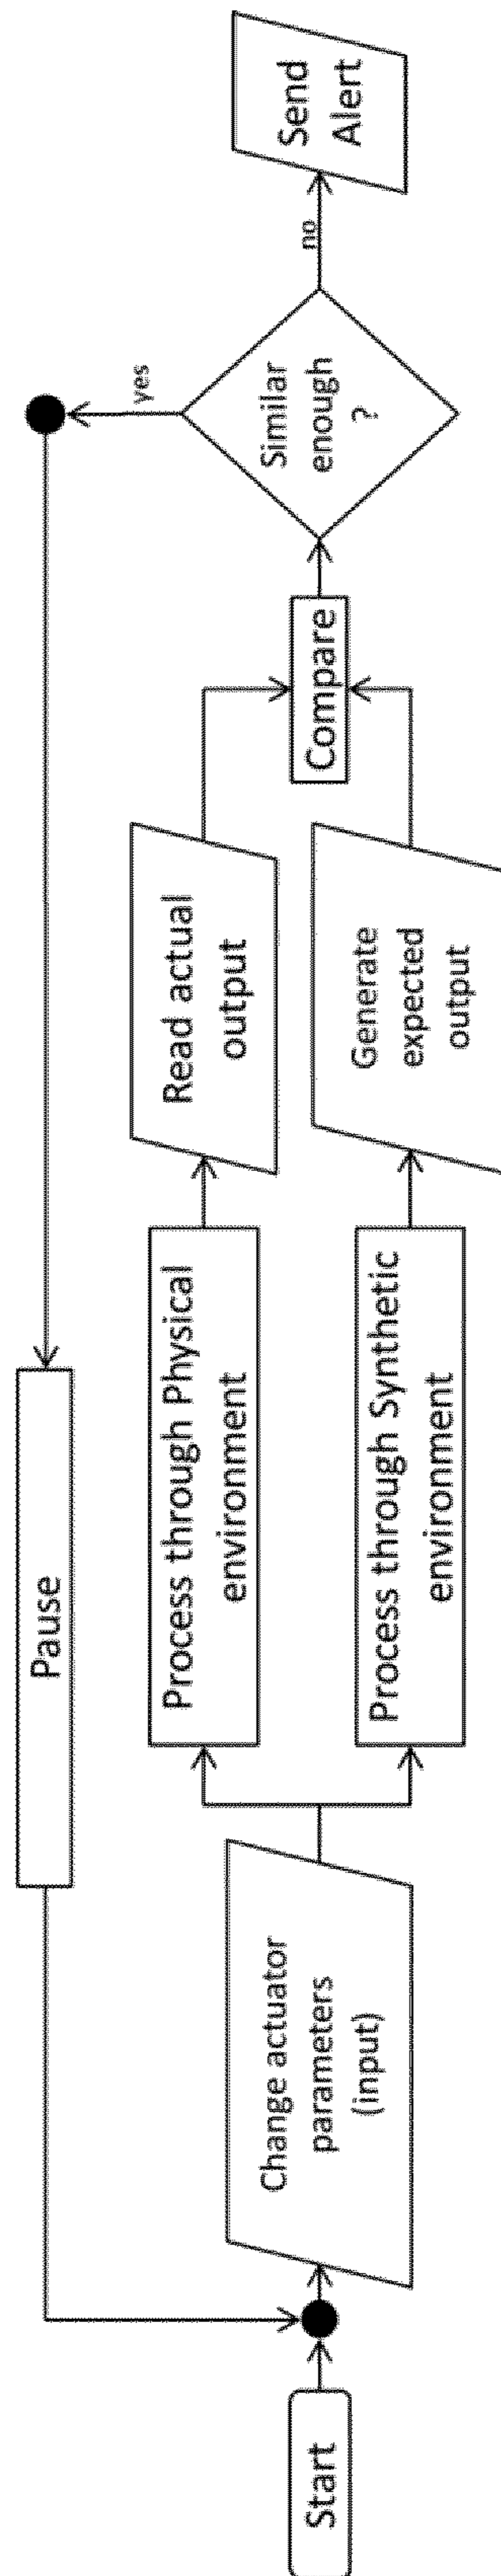 Start
Change actuator
parameters
(input)
Process through Physical
environment
Process through Synthetic
environment
Read actual
output
Generate
expected
output
Compare
Similar
enough
?
yes
no
Send
Alert
Pause